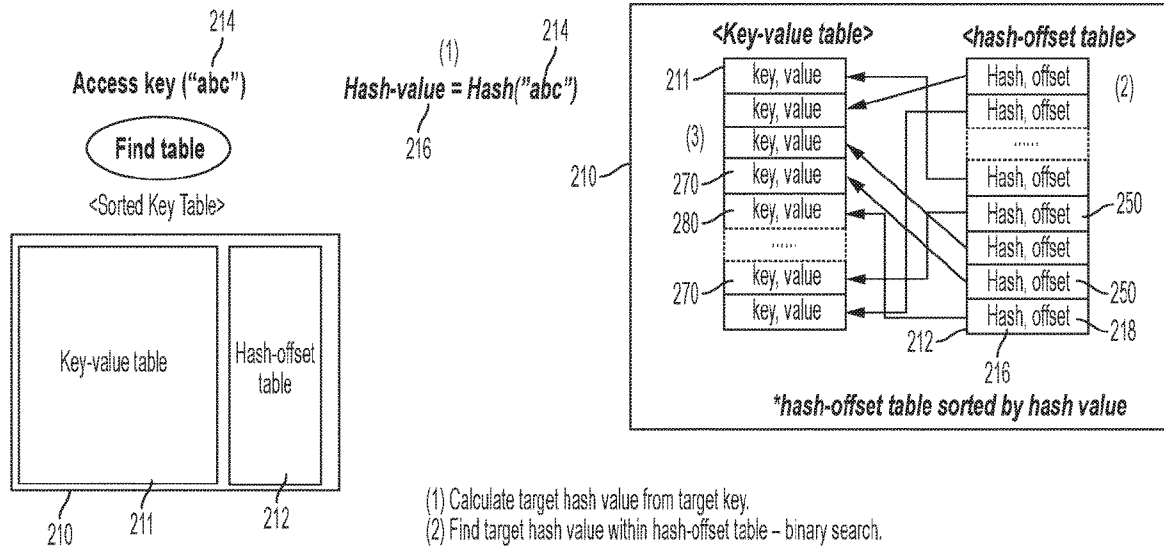 214
Access key ("abc")
Find table
<Sorted Key Table>
Key-value table
Hash-offset
table
210
211
212
(1)
214
Hash-value = Hash("abc")
216
<Key-value table>
<hash-offset table>
211
key, value
Hash, offset
(2)
key, value
Hash, offset
(3)
key, value
......
210
270
key, value
Hash, offset
280
key, value
Hash, offset
250
......
Hash, offset
270
key, value
Hash, offset
250
key, value
Hash, offset
218
212
216
*hash-offset table sorted by hash value
(1) Calculate target hash value from target key.
(2) Find target hash value within hash-offset table – binary search.